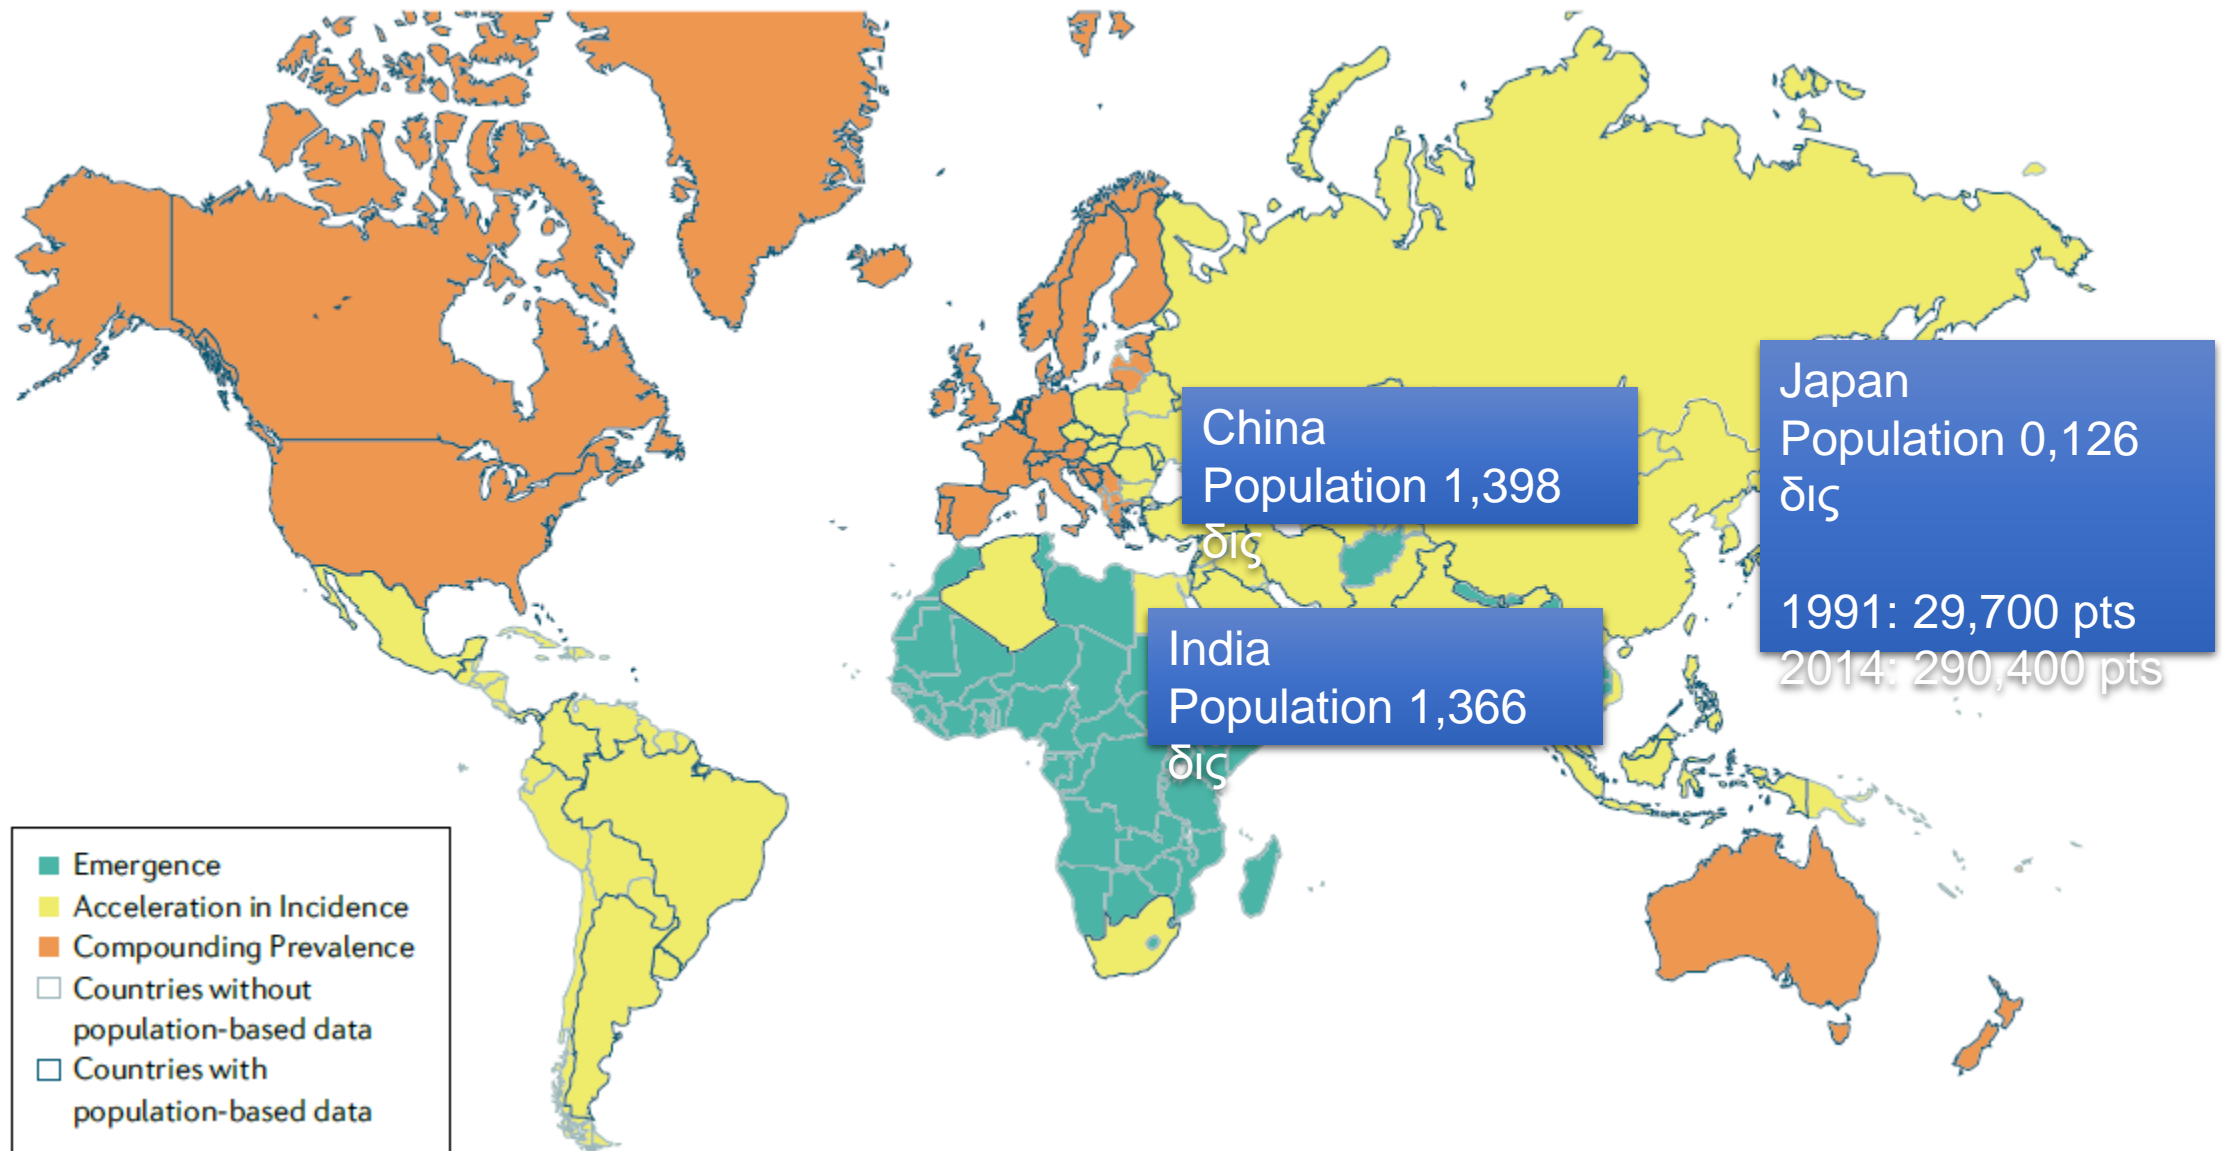 China
Population 1,398
δις
Japan
Population 0,126
δις
1991: 29,700 pts
2014: 290,400 pts
India
Population 1,366
δις
Emergence
Acceleration in Incidence
Compounding Prevalence
Countries without
population-based data
Countries with
population-based data